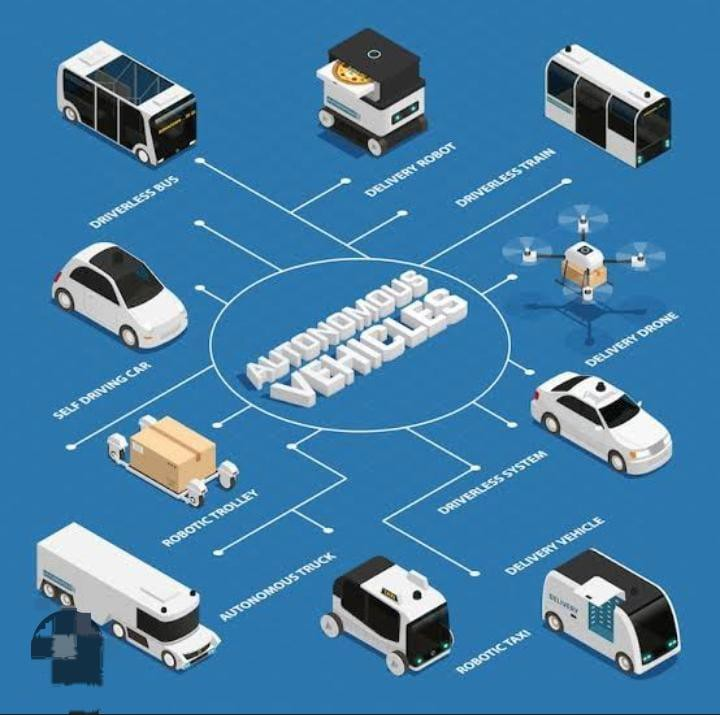 DRIVERLESS BUS
DELIVERY ROBOT
DRIVERLESS TRAIN
AUTONOMOUS
VEHICLES
SELF DRIVING CAR
DELIVERY DRONE
ROBOTIC TROLLEY
DRIVERLESS SYSTEM
AUTONOMOUS TRUCK
DELIVERY VEHICLE
TAXI
DELIVERY
ROBOTIC TAXI